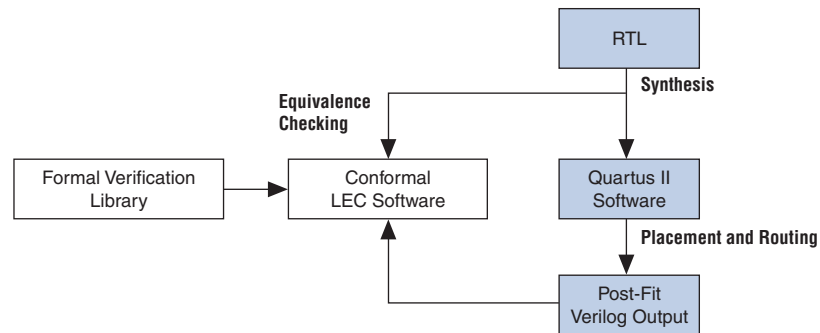 RTL
Synthesis
Equivalence
Checking
Formal Verification
Library
Conformal
LEC Software
Quartus II
Software
Placement and Routing
Post-Fit
Verilog Output